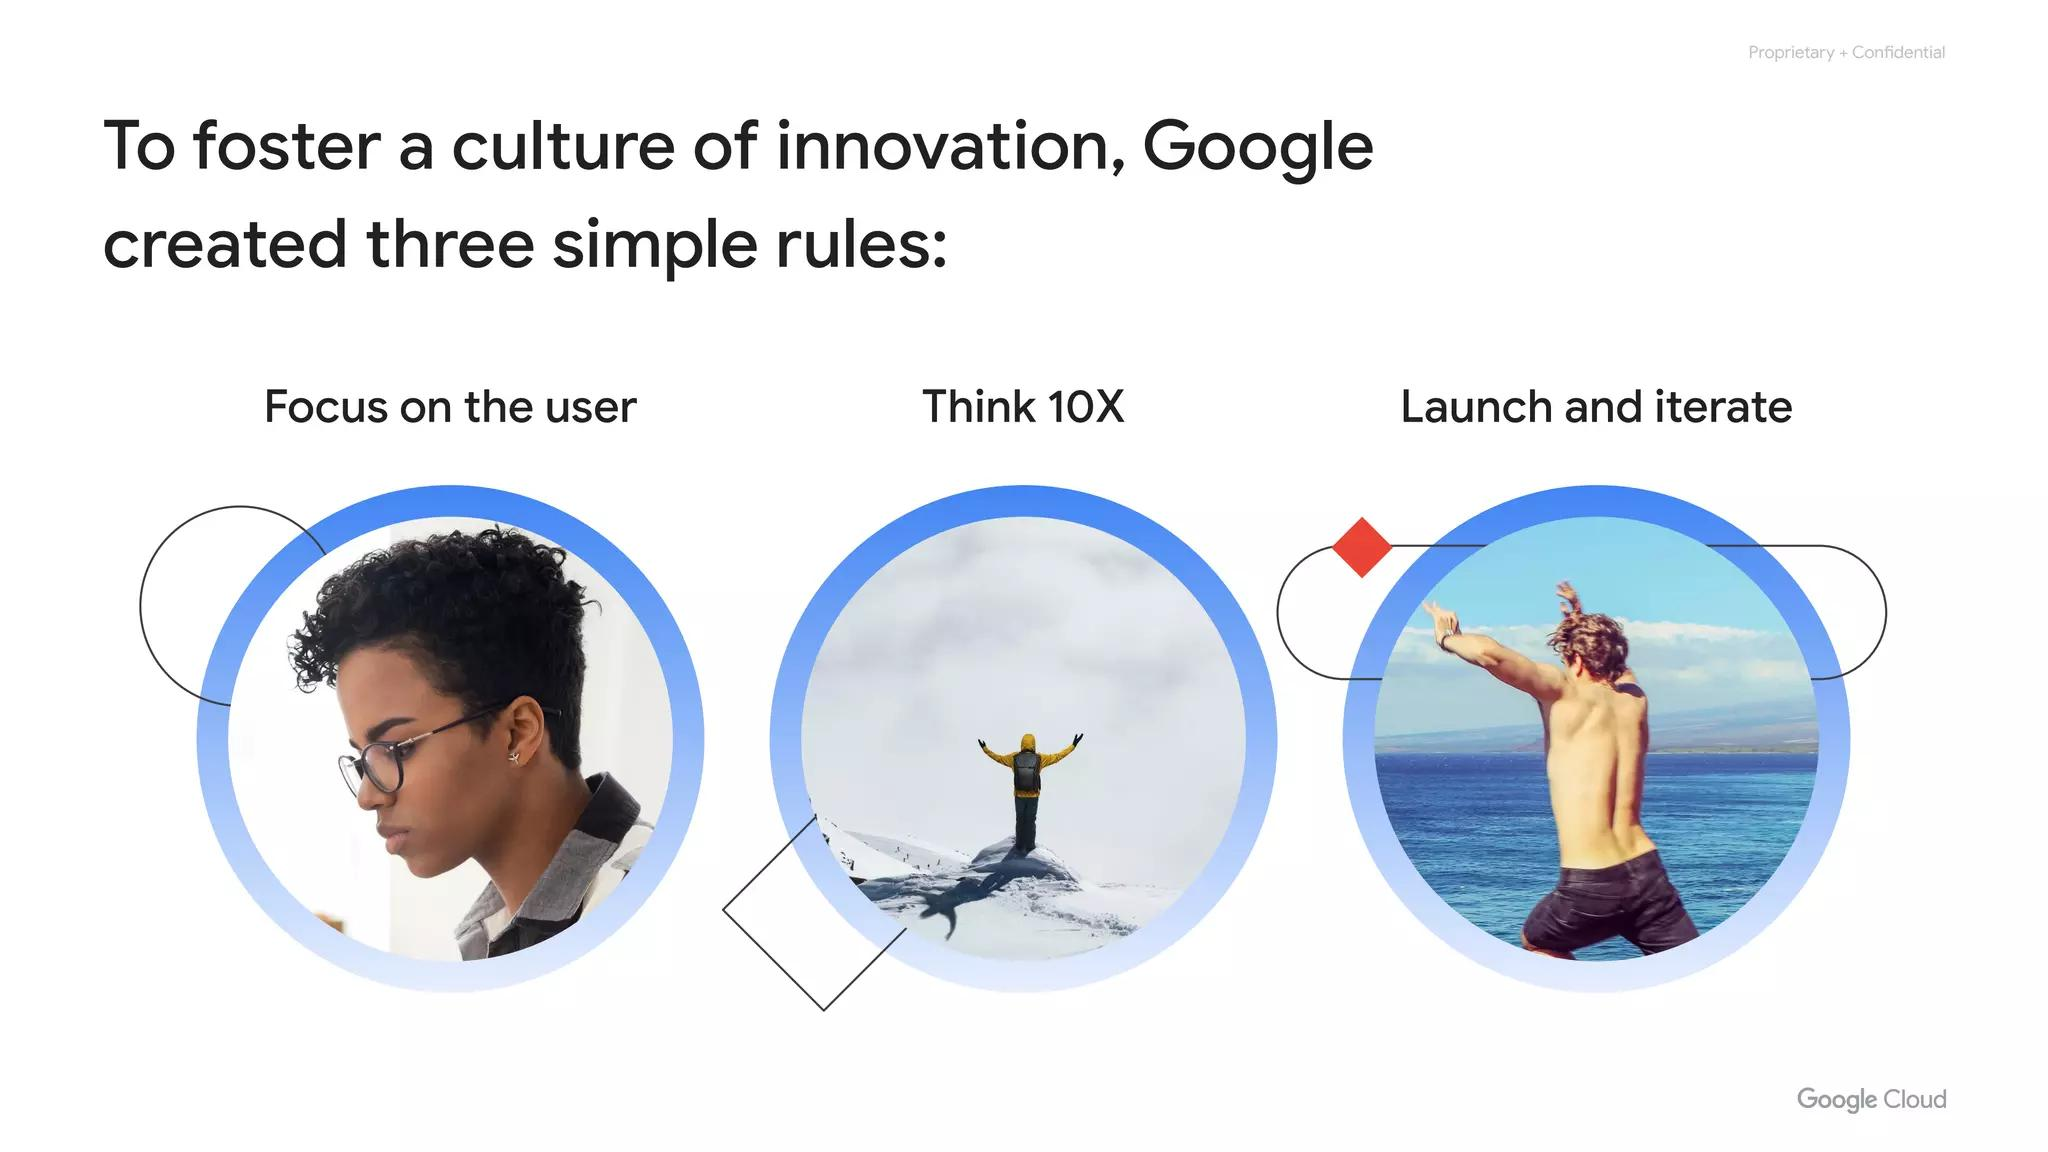 Proprietary + Confidential
To foster a culture of innovation, Google
created three simple rules:
Focus on the user
Think 10X
Launch and iterate
Google Cloud